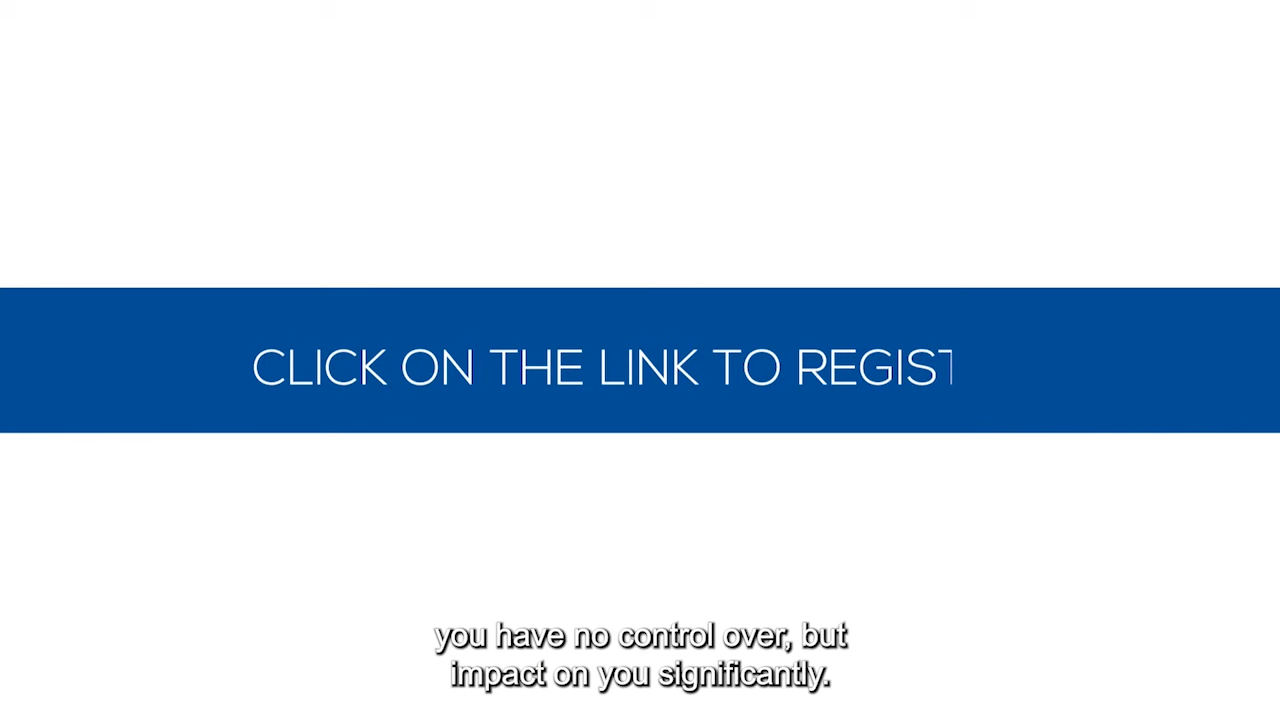 CLICK ON THE LINK TO REGIST
you have no control over, but
impact on you significantly.